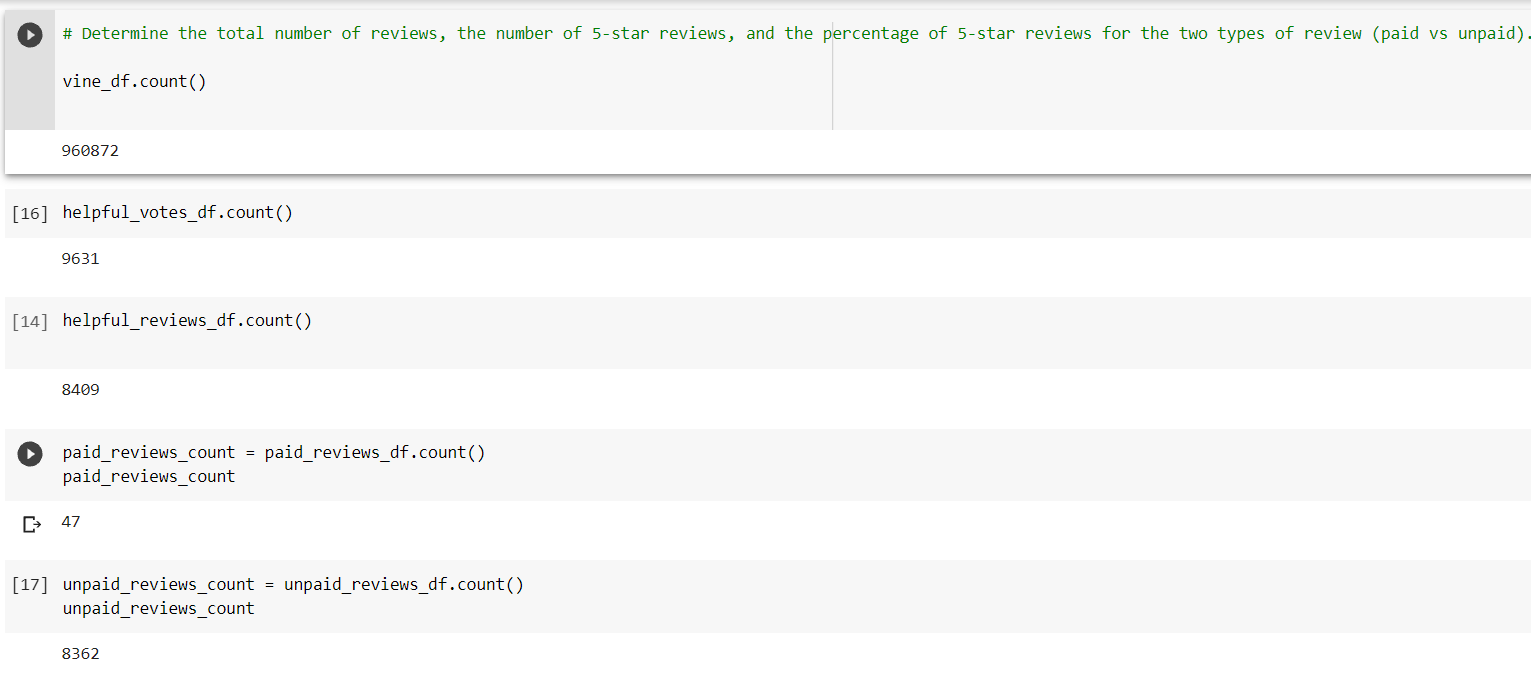 # Determine the total number of reviews, the number of 5-star reviews, and the percentage of 5-star reviews for the two types of review (paid vs unpaid).
vine_df.count()
960872
[16] helpful_votes_df.count()
9631
[14] helpful_reviews_df.count()
8409
paid_reviews_count = paid_reviews_df.count()
paid_reviews_count
47
[17] unpaid_reviews_count = unpaid_reviews_df.count()
unpaid_reviews_count
8362